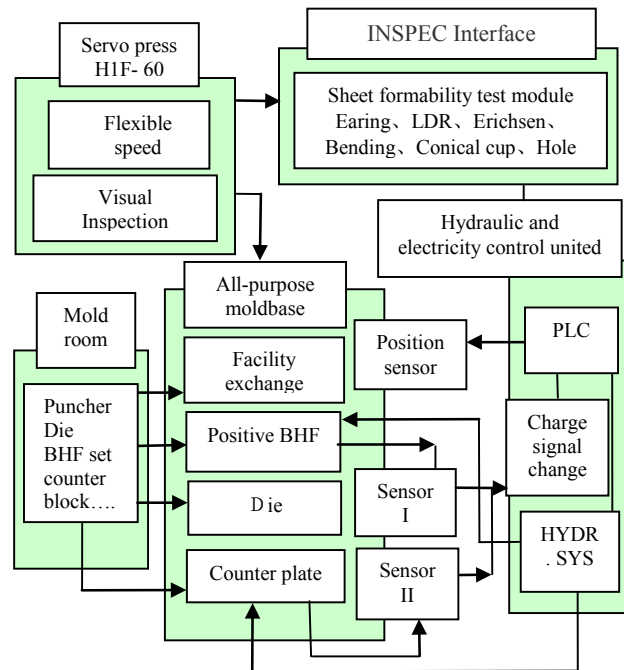 Servo press
H1F- 60
Flexible
speed
Visual
Inspection
INSPEC Interface
Sheet formability test module
Earing、LDR、Erichsen、
Bending、Conical cup、Hole
Hydraulic and
electricity control united
All-purpose
moldbase
Mold
room
Facility
exchange
Position
sensor
PLC
Puncher
Die
BHF set
counter
block….
Positive BHF
Charge
signal
change
Die
Sensor
I
HYDR
. SYS
Counter plate
Sensor
II